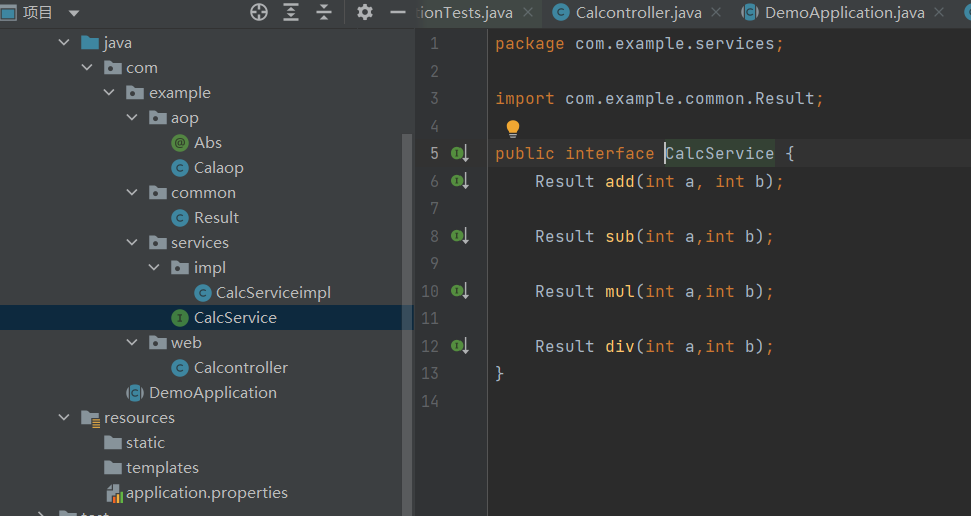 项目
tionTests.java
Calcontroller.java
DemoApplication.java
java
com
example
aop
Abs
Calaop
common
Result
services
impl
CalcServiceimpl
CalcService
web
Calcontroller
DemoApplication
resources
static
templates
application.properties
1 package com.example.services;
2
3 import com.example.common.Result;
4
5 public interface CalcService {
6 Result add(int a, int b);
7
8 Result sub(int a,int b);
9
10 Result mul(int a,int b);
11
12 Result div(int a,int b);
13 }
14